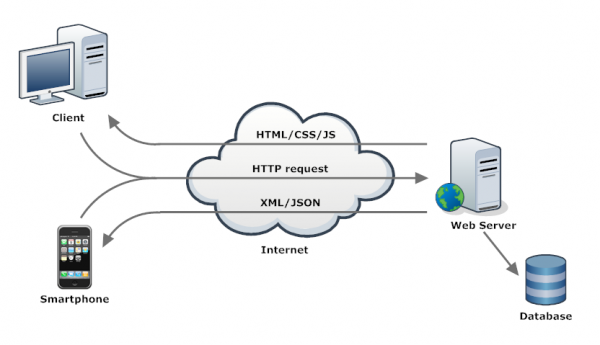 Client
HTML/CSS/JS
HTTP request
XML/JSON
Internet
Web Server
Smartphone
Database